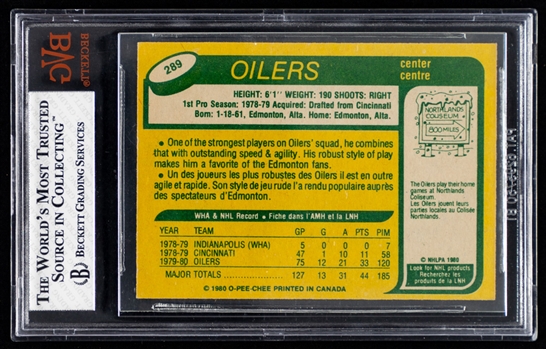 BECKETT
BVG
THE WORLD'S MOST TRUSTED
SOURCE IN COLLECTING™
B BECKETT GRADING SERVICES
289
OILERS
center
centre
HEIGHT: 6'1" WEIGHT: 190 SHOOTS: RIGHT
1st Pro Season: 1978-79 Acquired: Drafted from Cincinnati
Born: 1-18-61, Edmonton, Alta. Home: Edmonton, Alta.
• One of the strongest players on Oilers' squad, he combines
that with outstanding speed & agility. His robust style of play
makes him a favorite of the Edmonton fans.
• Un des joueurs les plus robustes des Oilers il est en outre
agile et rapide. Son style de jeu rude l'a rendu populaire auprès
des spectateurs d'Edmonton.
WHA & NHL Record • Fiche dans l'AMH et la LNH
YEAR TEAM GP G A PTS PIM
1978-79 INDIANAPOLIS (WHA) 5 0 0 0 7
1978-79 CINCINNATI 47 1 10 11 58
1979-80 OILERS 75 12 21 33 120
MAJOR TOTALS 127 13 31 44 185
© 1980 O-PEE-CHEE PRINTED IN CANADA
NORTHLANDS
COLISEUM
800 MILES
The Oilers play their home
games at Northlands
Coliseum.
Les Oilers jouent leurs
parties locales au Colisée
Northlands.
© NHLPA 1980
Look for NHL products
Recherchez les
produits de la LNH